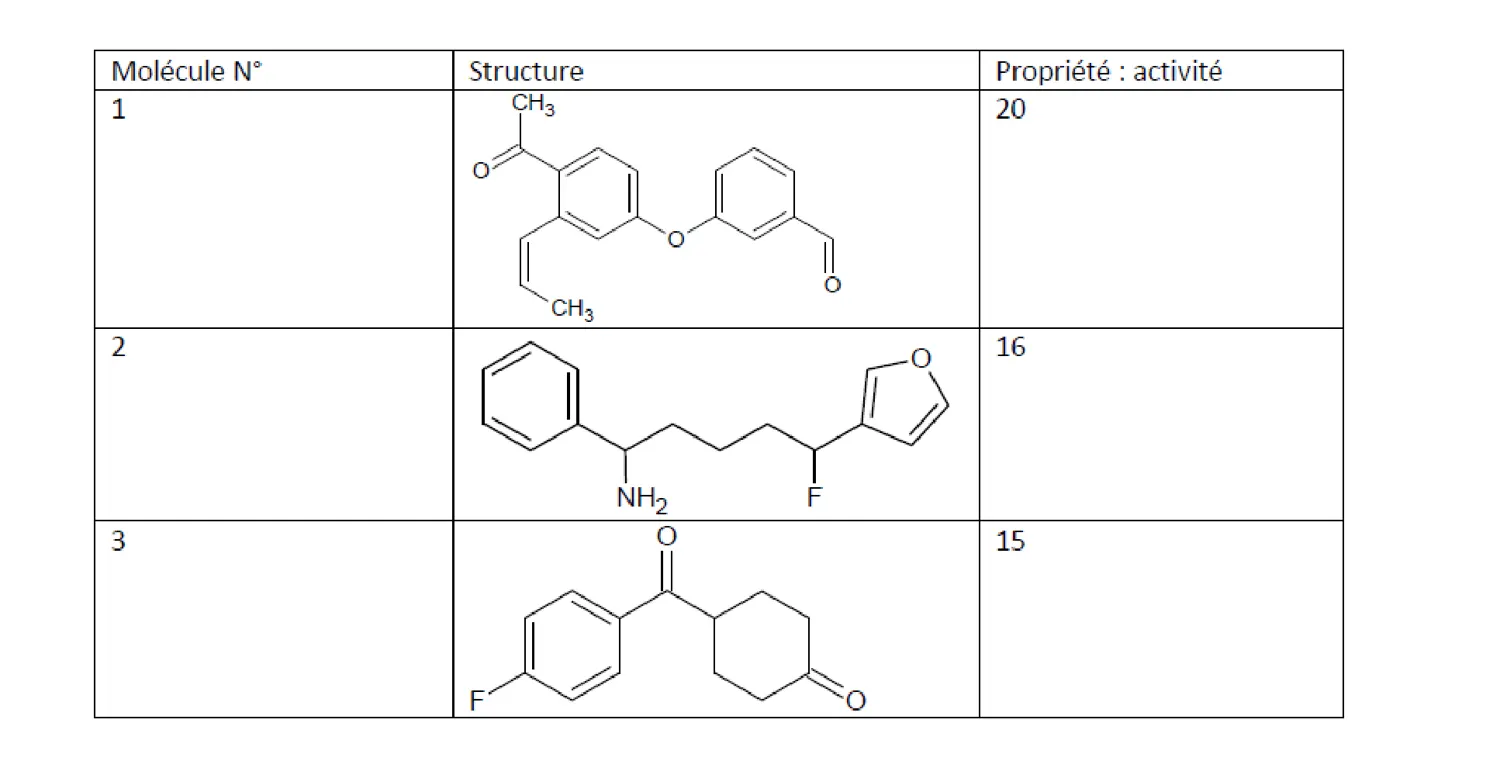 Molécule N° Structure Propriété : activité
1 20
CH3
O
O
O
CH3
2 16
O
NH2 F
3 15
O
F O